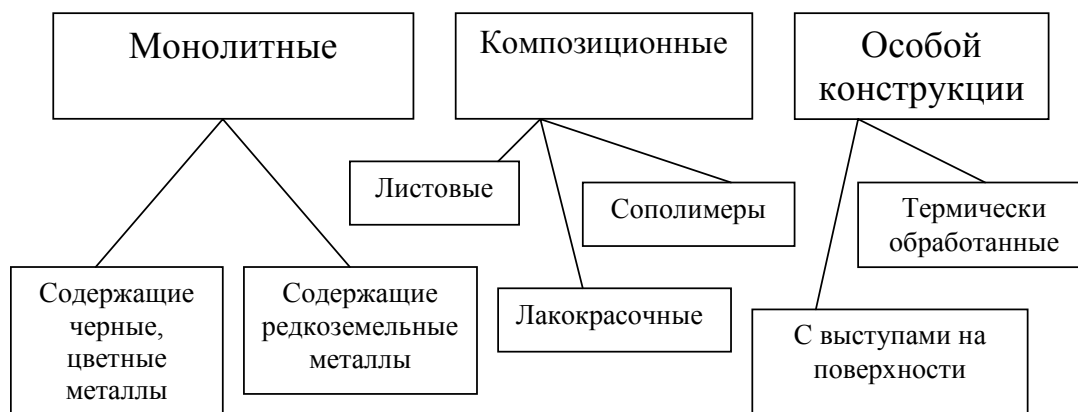 Монолитные
Композиционные
Особой
конструкции
Листовые
Сополимеры
Термически
обработанные
Содержащие
черные,
цветные
металлы
Содержащие
редкоземельные
металлы
Лакокрасочные
С выступами на
поверхности